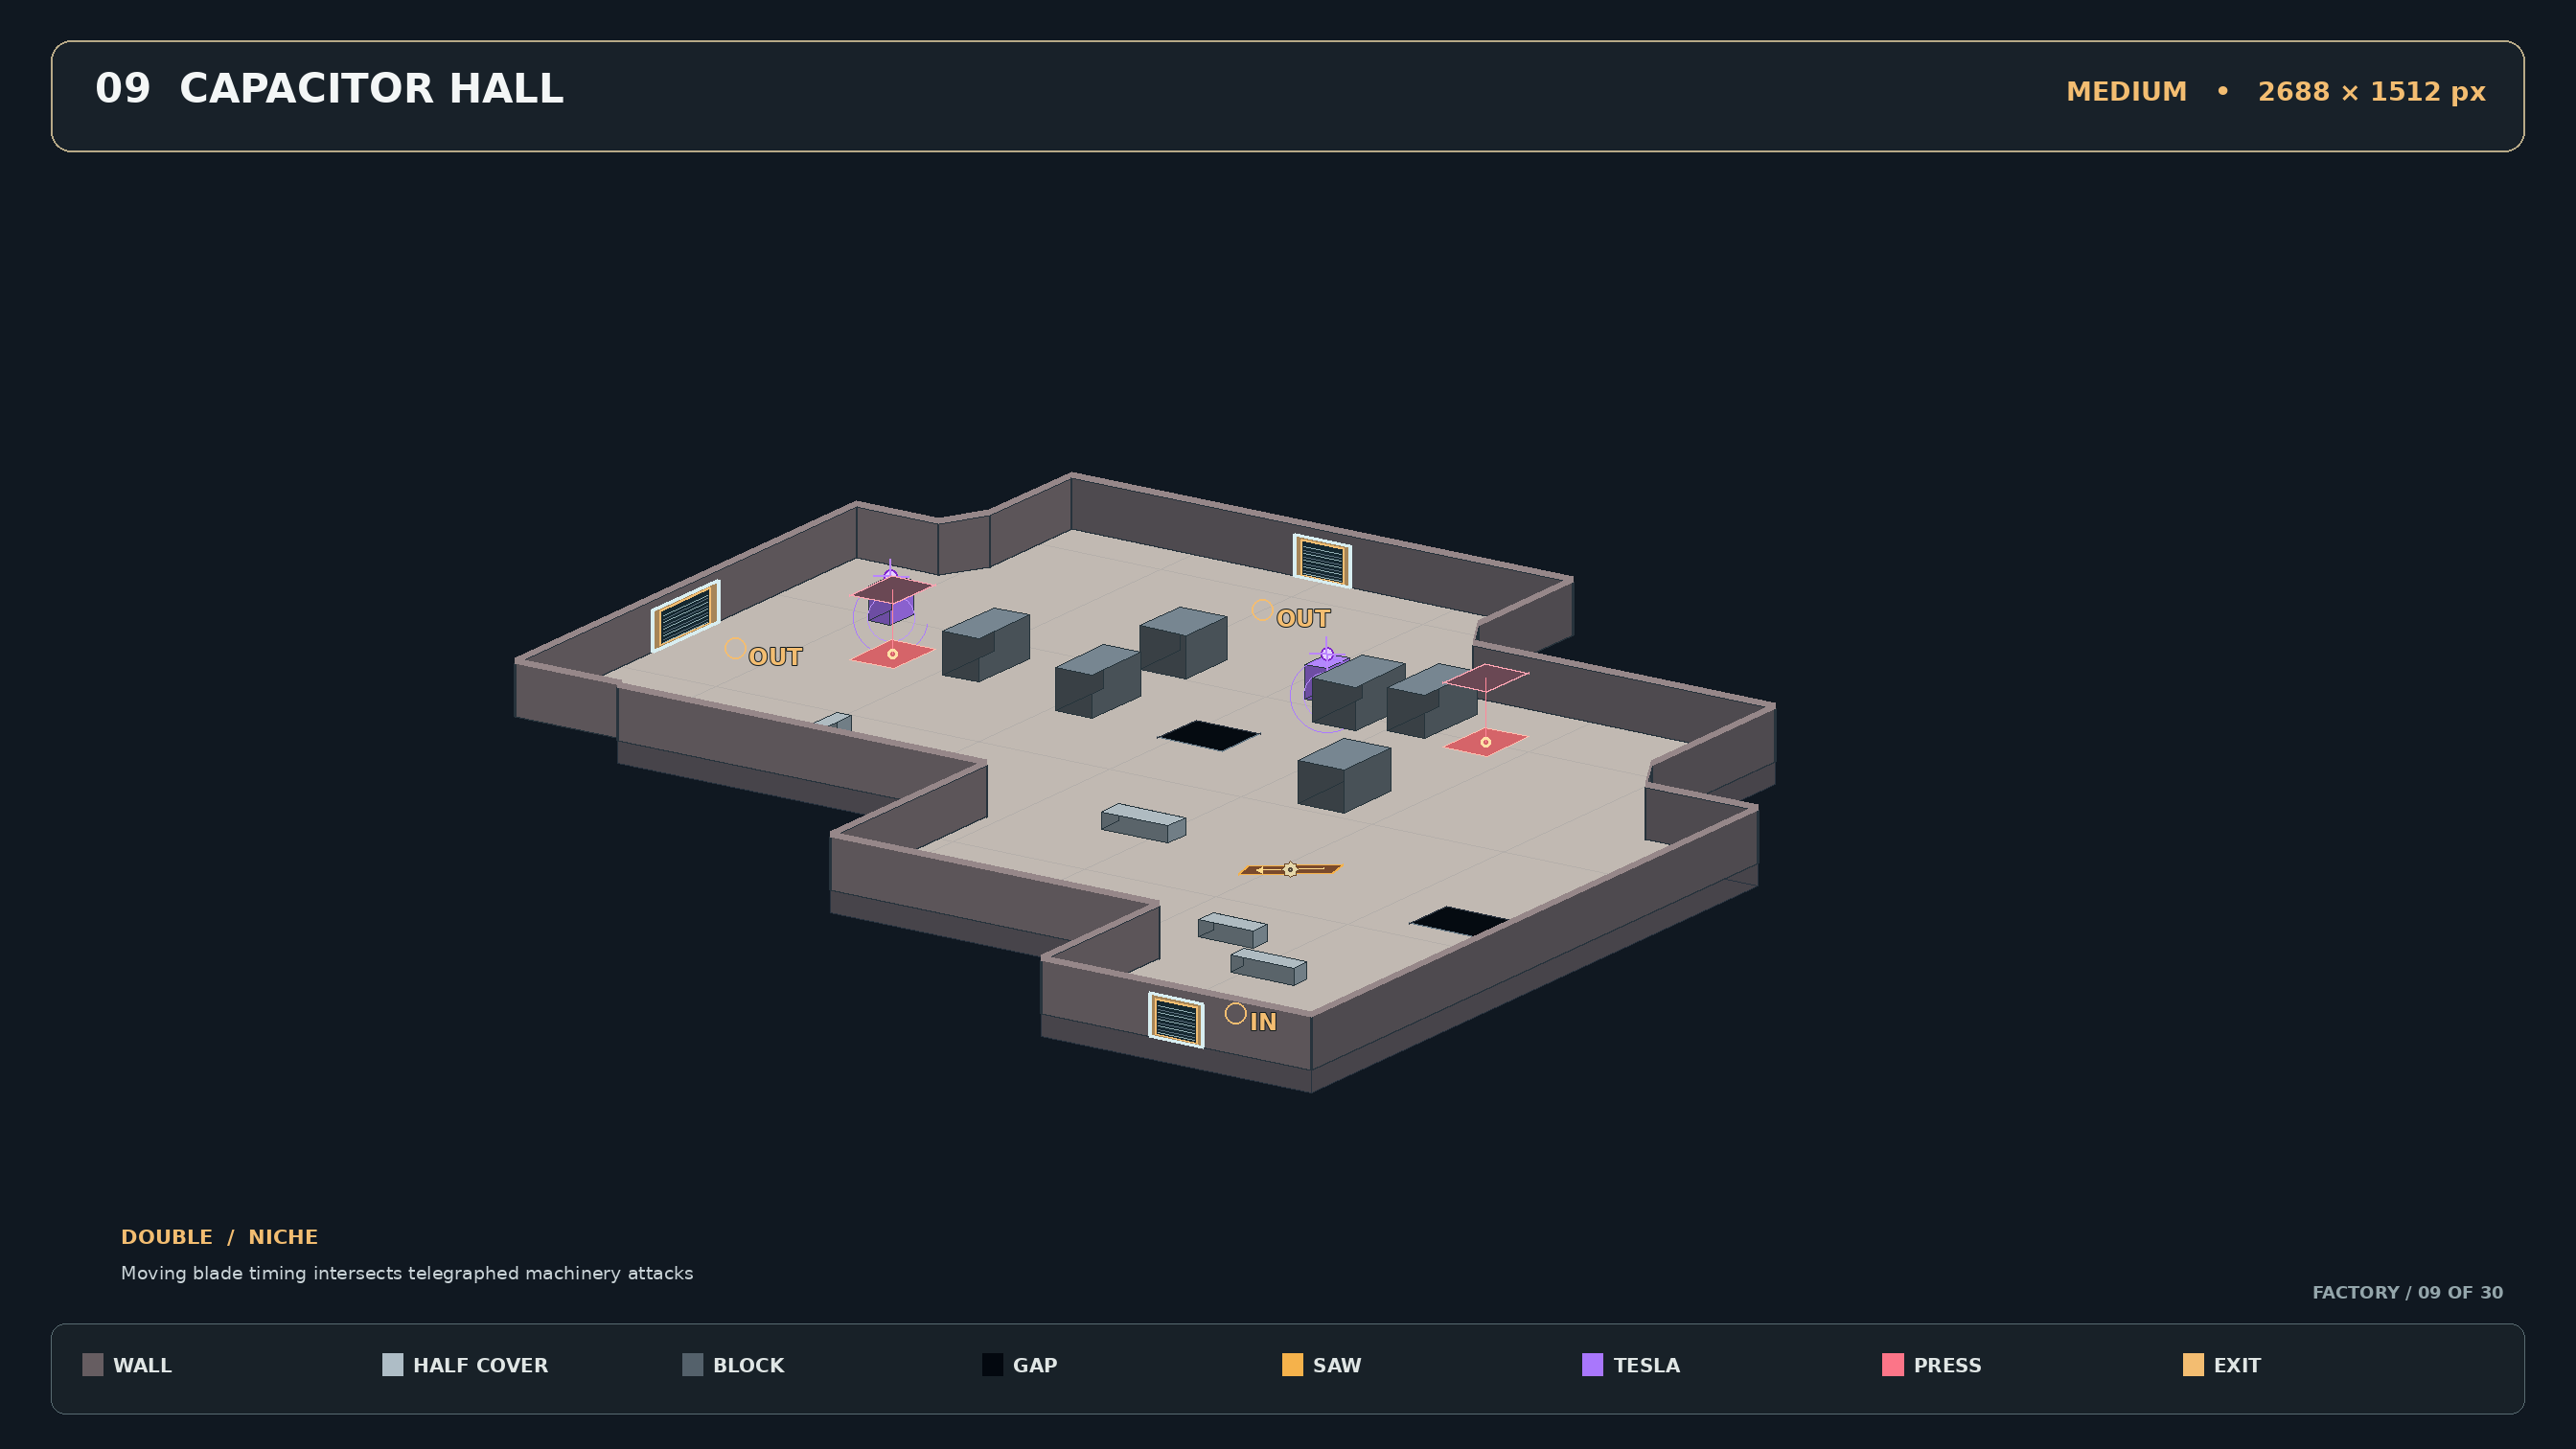 09 CAPACITOR HALL
MEDIUM • 2688 × 1512 px
OUT
OUT
IN
DOUBLE / NICHE
Moving blade timing intersects telegraphed machinery attacks
FACTORY / 09 OF 30
WALL
HALF COVER
BLOCK
GAP
SAW
TESLA
PRESS
EXIT